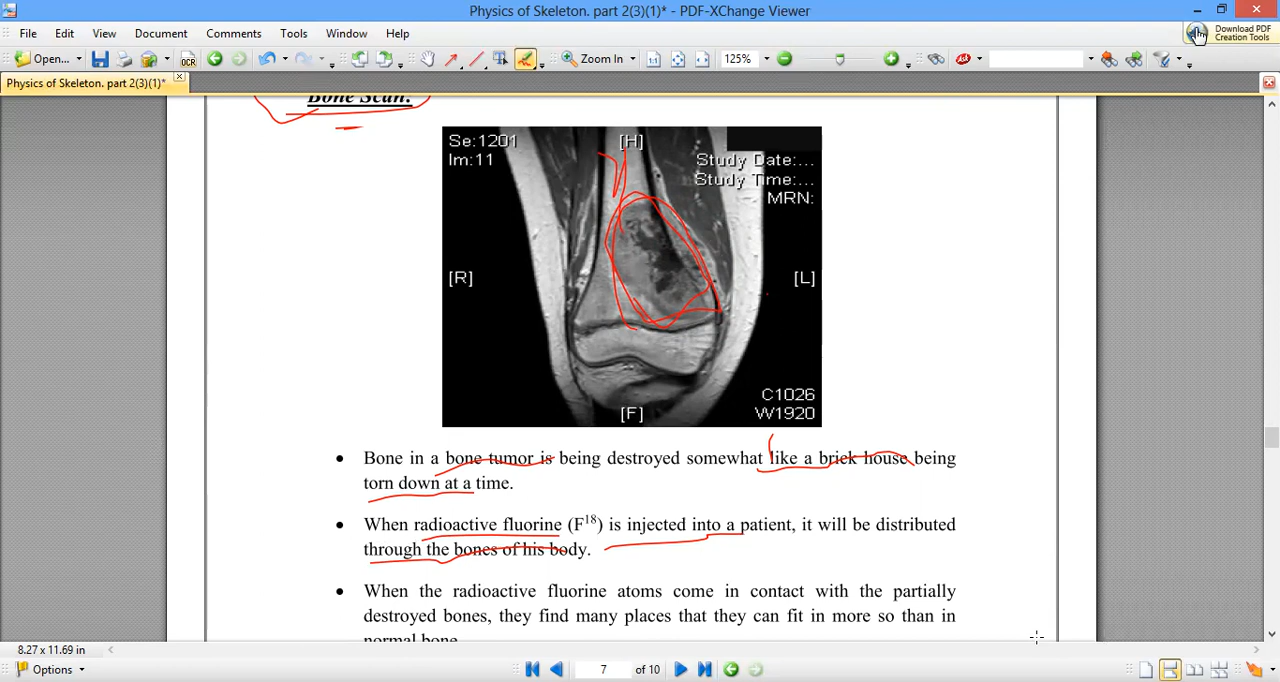 Physics of Skeleton. part 2(3)(1)* - PDF-XChange Viewer
File Edit View Document Comments Tools Window Help
Download PDF
Creation Tools
Open...
OCR
Zoom In
125%
Physics of Skeleton. part 2(3)(1)*
Bone Scan:
Se:1201
[H]
Study Date:...
Im:11
Study Time:...
MRN:
[R]
[L]
C1026
[F]
W1920
• Bone in a bone tumor is being destroyed somewhat like a brick house being
torn down at a time.
• When radioactive fluorine (F18) is injected into a patient, it will be distributed
through the bones of his body.
• When the radioactive fluorine atoms come in contact with the partially
destroyed bones, they find many places that they can fit in more so than in
normal bone.
8.27 x 11.69 in
Options
7 of 10